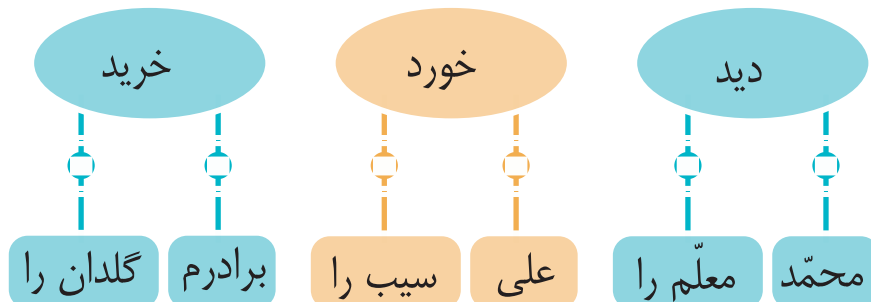 دید
خورد
خرید
محمّد
معلّم را
علی
سیب را
برادرم
گلدان را